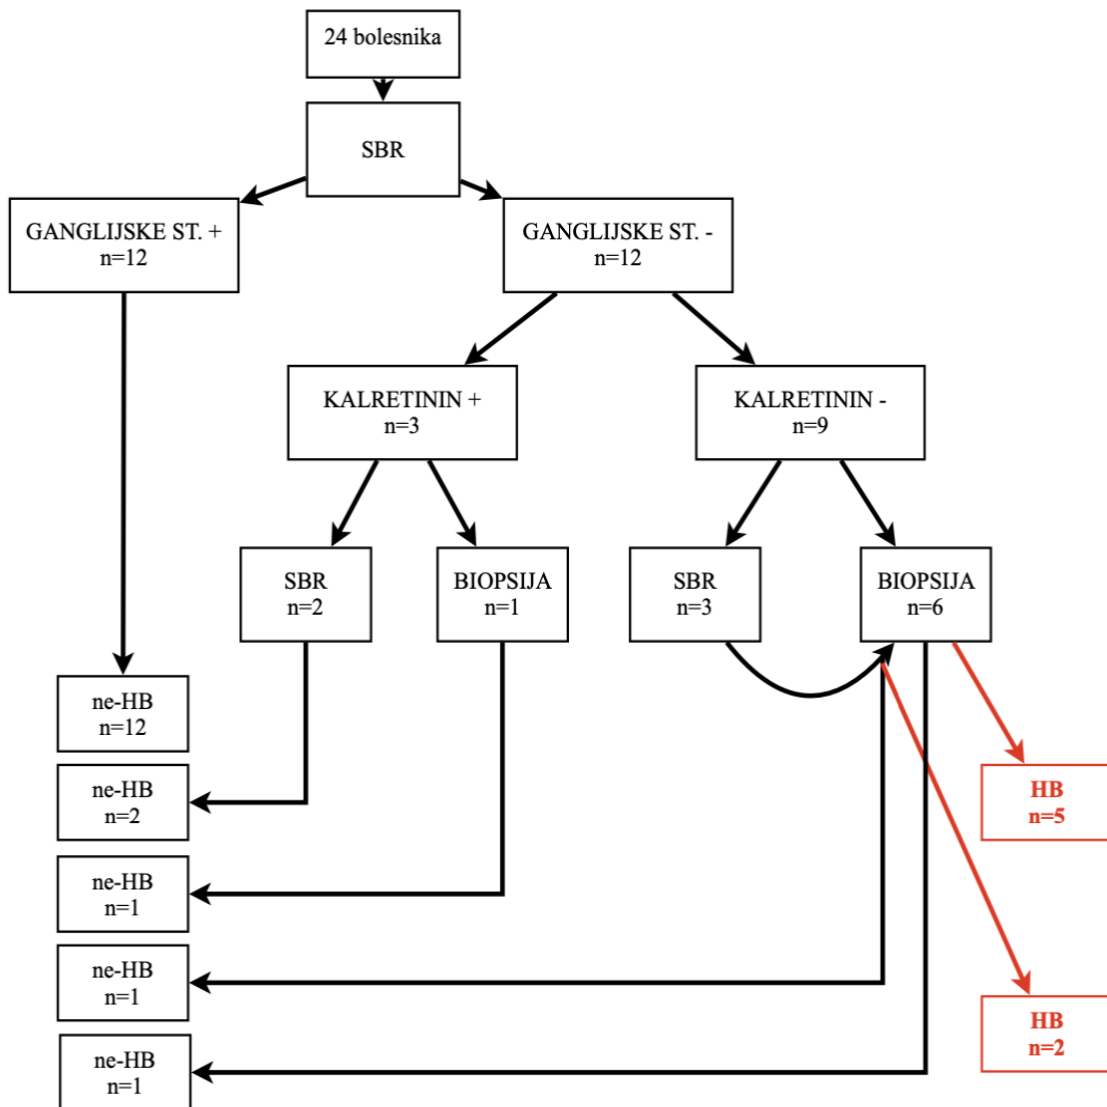 24 bolesnika
SBR
GANGLIJSKE ST. +
n=12
GANGLIJSKE ST. -
n=12
KALRETININ +
n=3
KALRETININ -
n=9
SBR
n=2
BIOPSIJA
n=1
SBR
n=3
BIOPSIJA
n=6
ne-HB
n=12
ne-HB
n=2
HB
n=5
ne-HB
n=1
ne-HB
n=1
HB
n=2
ne-HB
n=1